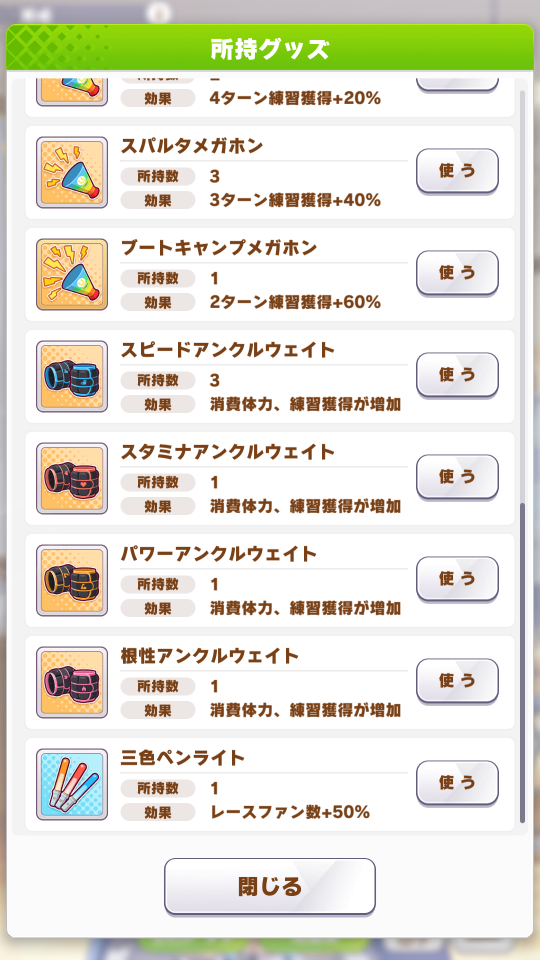 所持グッズ
効果 4ターン練習獲得+20%
スパルタメガホン
所持数 3
使う
効果 3ターン練習獲得+40%
ブートキャンプメガホン
所持数 1
使う
効果 2ターン練習獲得+60%
スピードアンクルウェイト
所持数 3
使う
効果 消費体力、練習獲得が増加
スタミナアンクルウェイト
所持数 1
使う
効果 消費体力、練習獲得が増加
パワーアンクルウェイト
所持数 1
使う
効果 消費体力、練習獲得が増加
根性アンクルウェイト
所持数 1
使う
効果 消費体力、練習獲得が増加
三色ペンライト
所持数 1
使う
効果 レースファン数+50%
閉じる